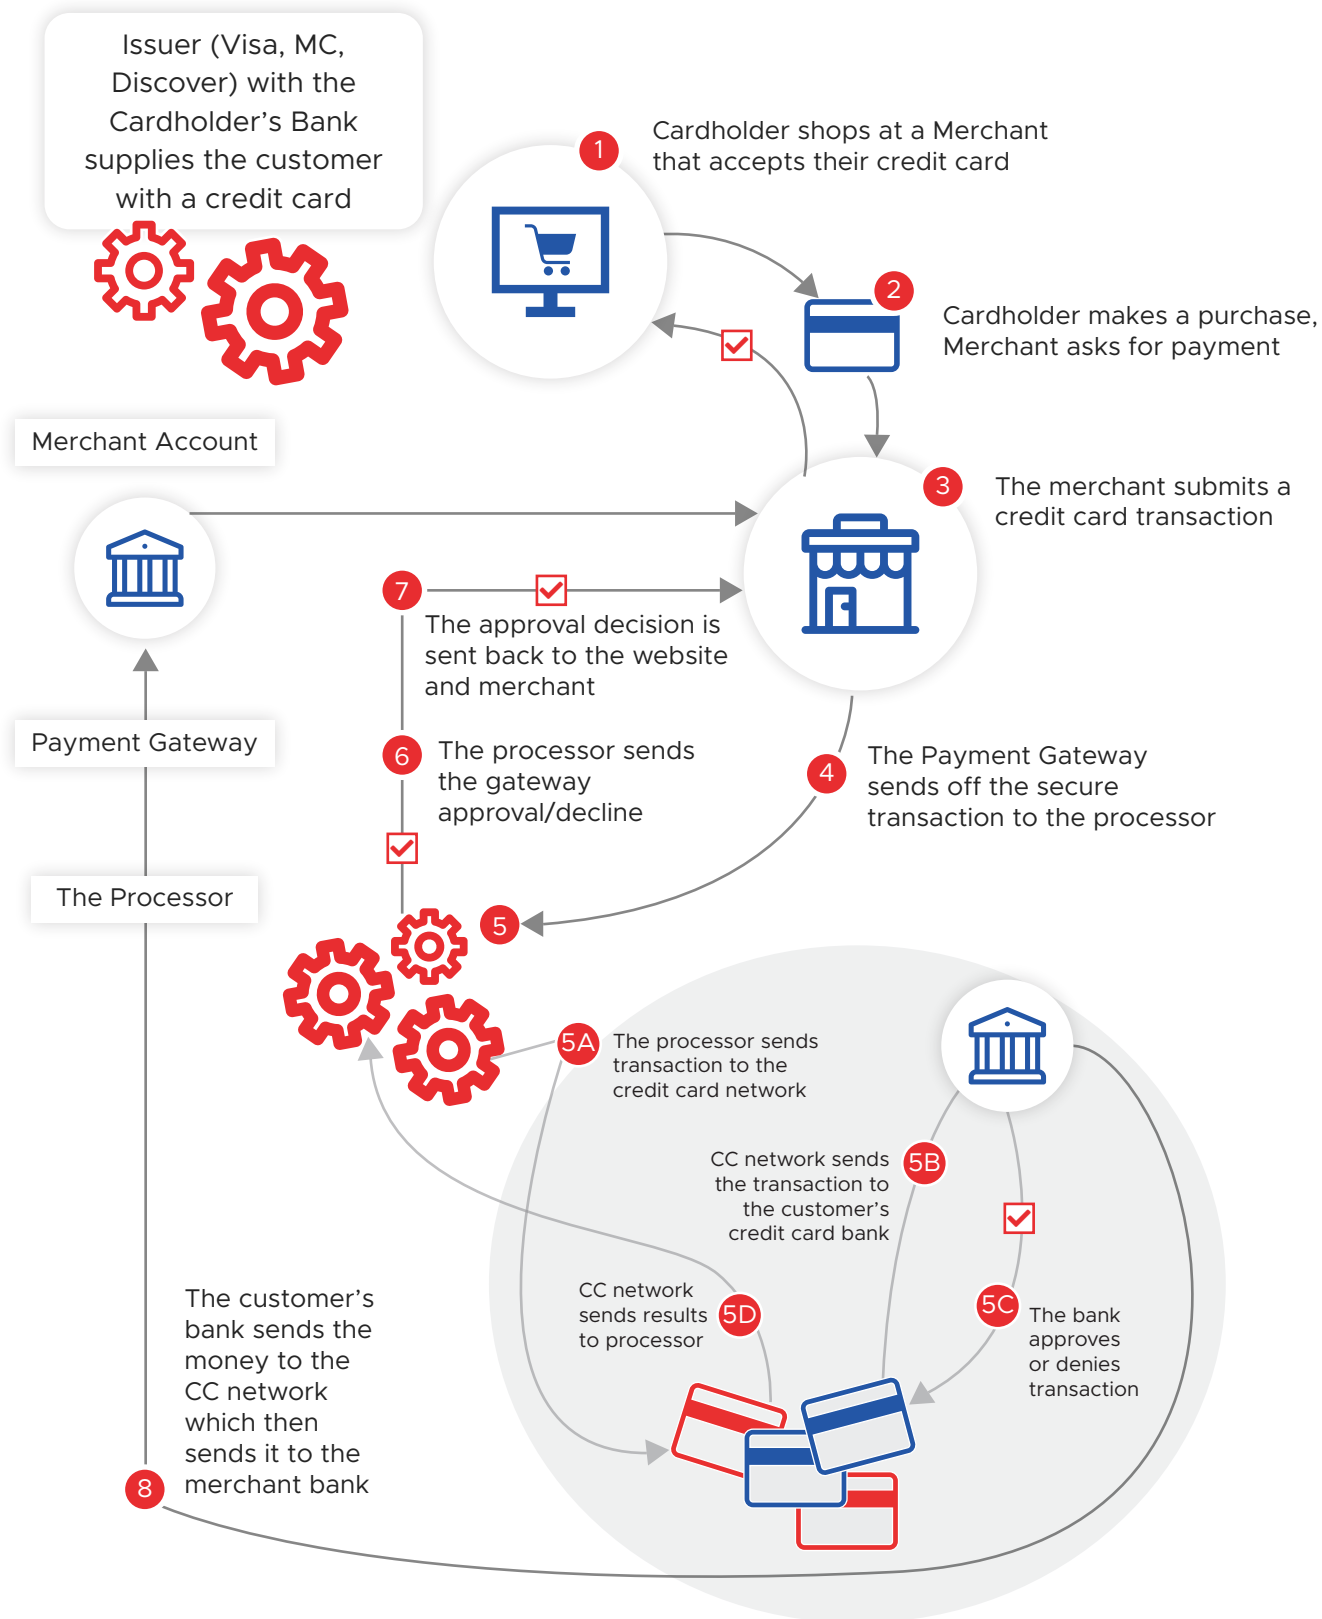 Issuer (Visa, MC,
Discover) with the
Cardholder’s Bank
supplies the customer
with a credit card
1
Cardholder shops at a Merchant
that accepts their credit card
2
Cardholder makes a purchase,
Merchant asks for payment
Merchant Account
3
The merchant submits a
credit card transaction
7
The approval decision is
sent back to the website
and merchant
Payment Gateway
6
The processor sends
the gateway
approval/decline
4
The Payment Gateway
sends off the secure
transaction to the processor
The Processor
5
5A
The processor sends
transaction to the
credit card network
5B
CC network sends
the transaction to
the customer’s
credit card bank
5C
The bank
approves
or denies
transaction
5D
CC network
sends results
to processor
8
The customer’s
bank sends the
money to the
CC network
which then
sends it to the
merchant bank